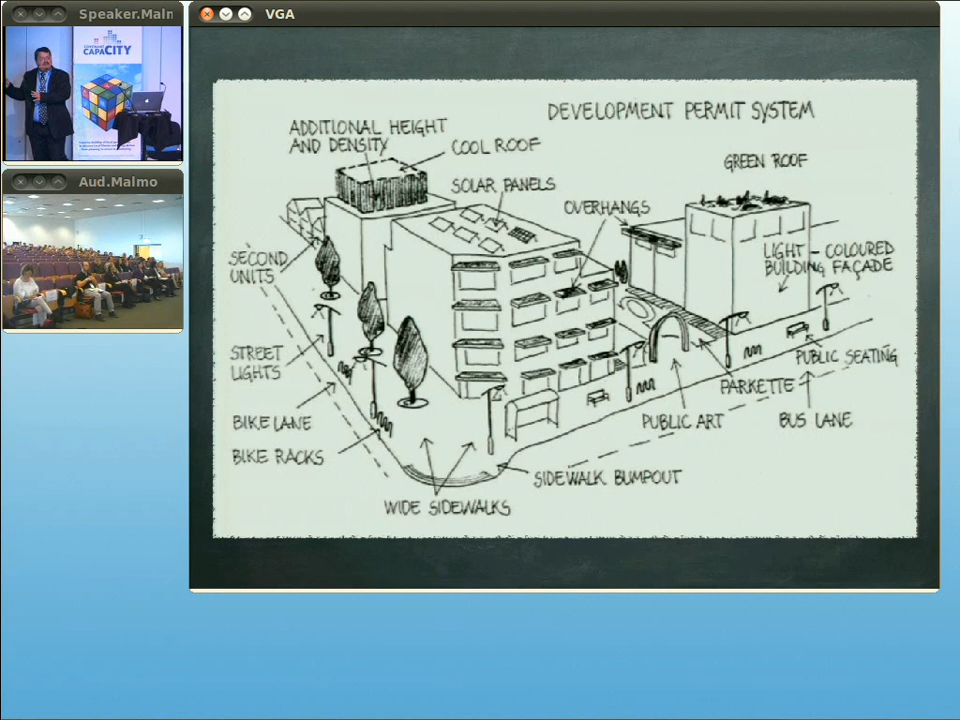 Speaker.Maln
VGA
CAPACITY
Aud.Malmo
DEVELOPMENT PERMIT SYSTEM
ADDITIONAL HEIGHT
AND DENSITY
COOL ROOF
GREEN ROOF
SOLAR PANELS
OVERHANGS
SECOND
UNITS
LIGHT - COLOURED
BUILDING FAÇADE
STREET
LIGHTS
PUBLIC SEATING
PARKETTE
BIKE LANE
PUBLIC ART
BUS LANE
BIKE RACKS
SIDEWALK BUMPOUT
WIDE SIDEWALKS